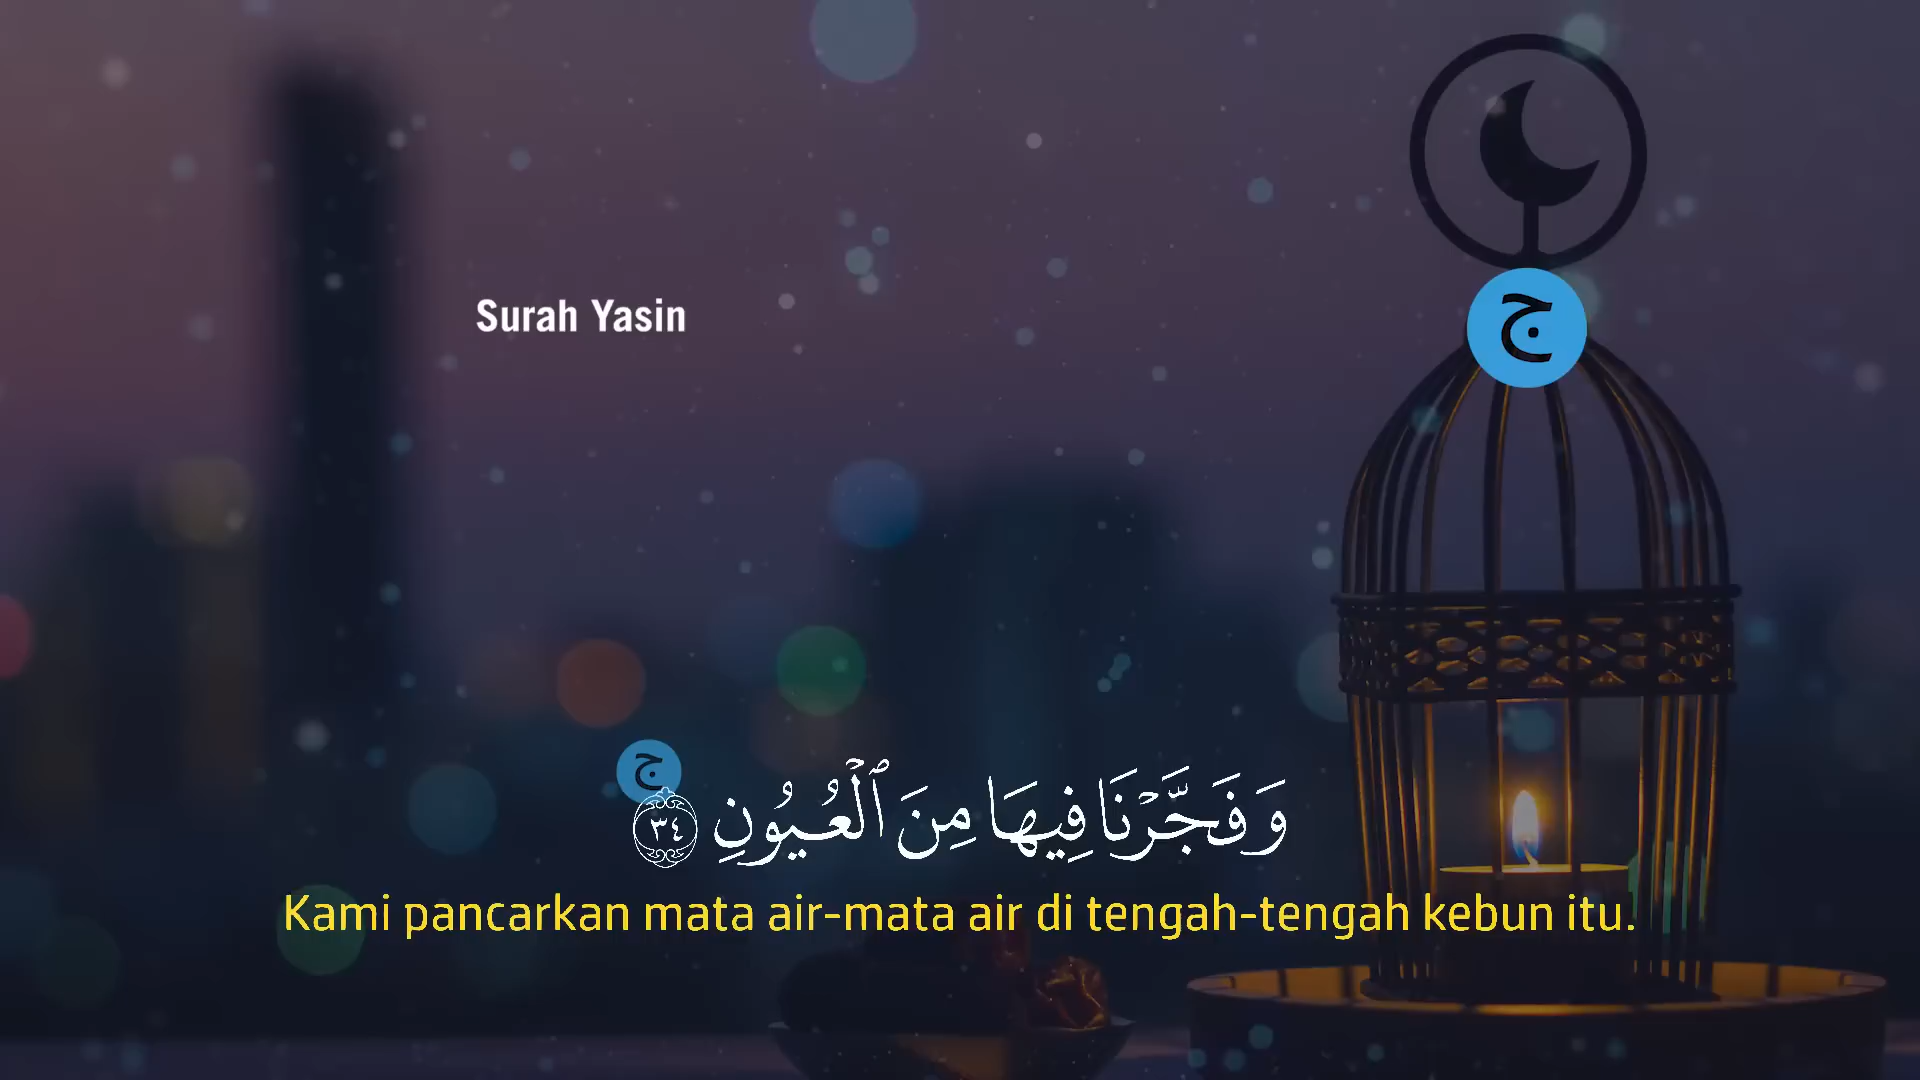 Surah Yasin
ج
ج
وَفَجَّرْنَا فِيهَا مِنَ ٱلْعُيُونِ ٣٤
Kami pancarkan mata air-mata air di tengah-tengah kebun itu.